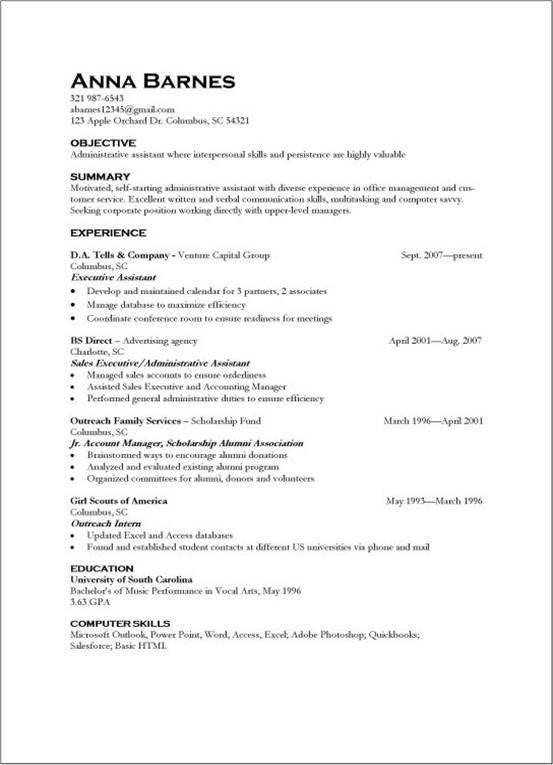 ANNA BARNES
321 987-6543
abarnes12345@gmail.com
123 Apple Orchard Dr. Columbus, SC 54321
OBJECTIVE
Administrative assistant where interpersonal skills and persistence are highly valuable
SUMMARY
Motivated, self-starting administrative assistant with diverse experience in office management and cus-
tomer service. Excellent written and verbal communication skills, multitasking and computer savvy.
Seeking corporate position working directly with upper-level managers.
EXPERIENCE
D.A. Tells & Company - Venture Capital Group Sept. 2007—present
Columbus, SC
Executive Assistant
• Develop and maintained calendar for 3 partners, 2 associates
• Manage database to maximize efficiency
• Coordinate conference room to ensure readiness for meetings
BS Direct – Advertising agency April 2001—Aug. 2007
Charlotte, SC
Sales Executive/Administrative Assistant
• Managed sales accounts to ensure orderliness
• Assisted Sales Executive and Accounting Manager
• Performed general administrative duties to ensure efficiency
Outreach Family Services – Scholarship Fund March 1996—April 2001
Columbus, SC
Jr. Account Manager, Scholarship Alumni Association
• Brainstormed ways to encourage alumni donations
• Analyzed and evaluated existing alumni program
• Organized committees for alumni, donors and volunteers
Girl Scouts of America May 1993—March 1996
Columbus, SC
Outreach Intern
• Updated Excel and Access databases
• Found and established student contacts at different US universities via phone and mail
EDUCATION
University of South Carolina
Bachelor's of Music Performance in Vocal Arts, May 1996
3.63 GPA
COMPUTER SKILLS
Microsoft Outlook, Power Point, Word, Access, Excel; Adobe Photoshop; Quickbooks;
Salesforce; Basic HTML